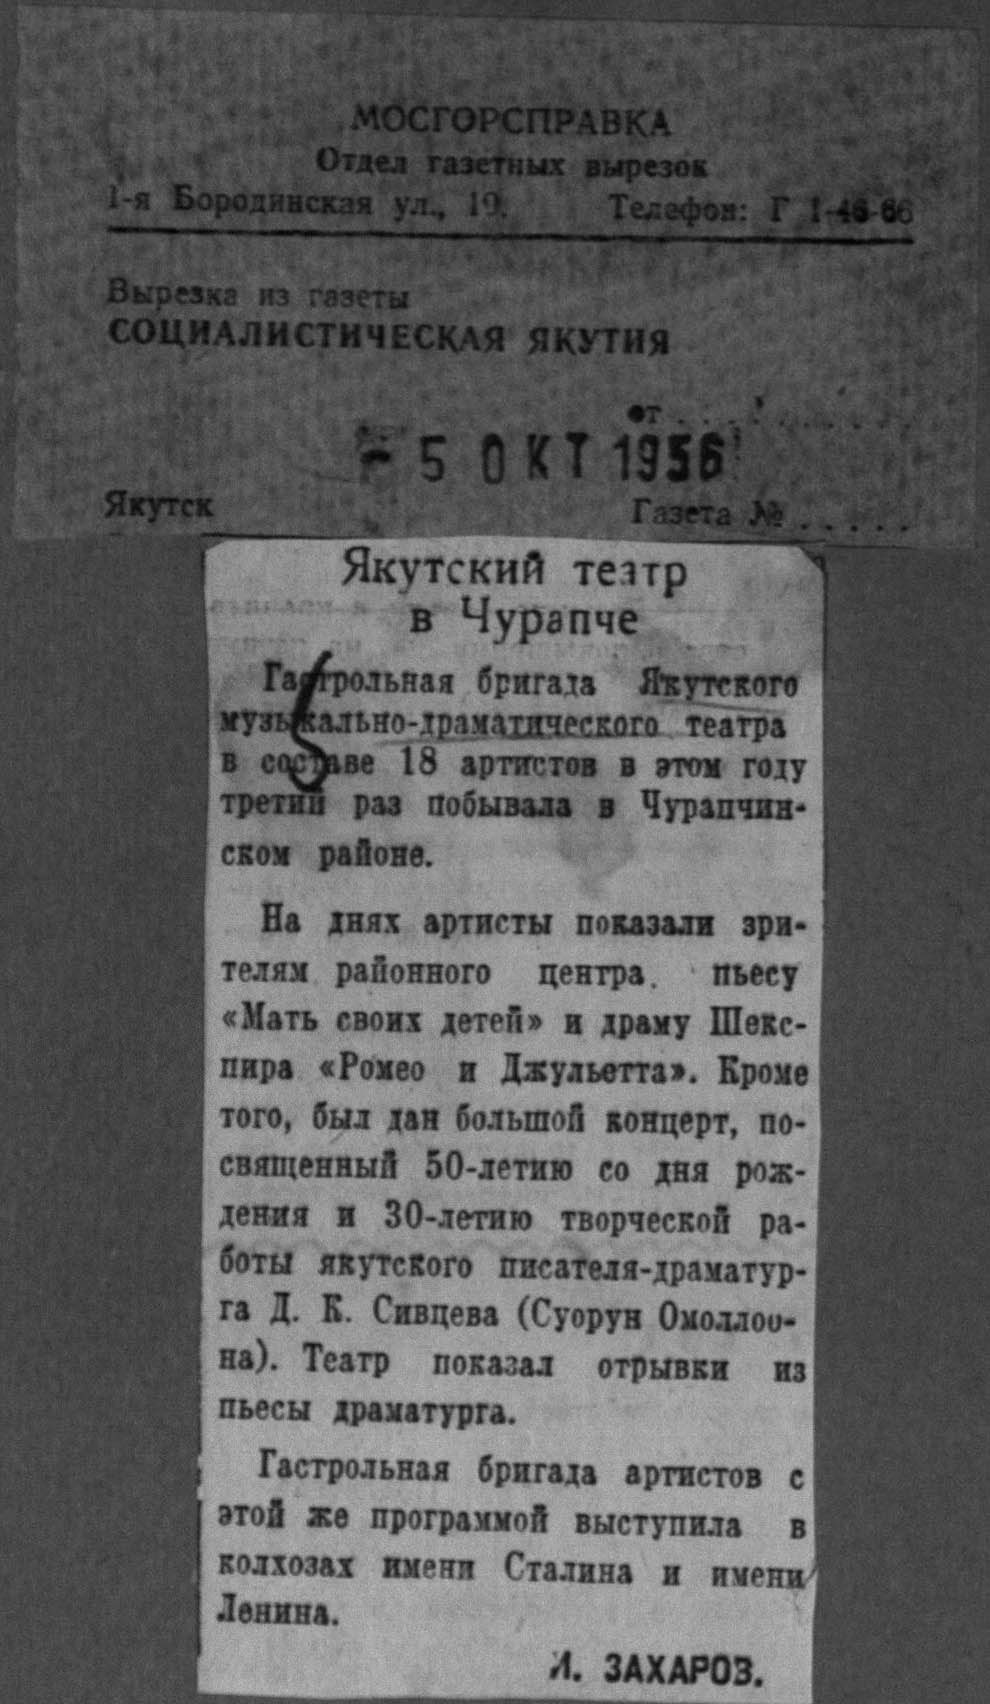 МОСГОРСПРАВКА
Отдел газетных вырезок
1-я Бородинская ул., 19. Телефон: Г 1-46-66
Вырезка из газеты
СОЦИАЛИСТИЧЕСКАЯ ЯКУТИЯ
от . . . . . . . . . .
- 5 ОКТ 1956
Якутск Газета № . . . . .
Якутский театр
в Чурапче
Гастрольная бригада Якутского
музыкально-драматического театра
в составе 18 артистов в этом году
третий раз побывала в Чурапчин-
ском районе.
На днях артисты показали зри-
телям районного центра. пьесу
«Мать своих детей» и драму Шекс-
пира «Ромео и Джульетта». Кроме
того, был дан большой концерт, по-
священный 50-летию со дня рож-
дения и 30-летию творческой ра-
боты якутского писателя-драматур-
га Д. К. Сивцева (Суорун Омоллоо-
на). Театр показал отрывки из
пьесы драматурга.
Гастрольная бригада артистов с
этой же программой выступила в
колхозах имени Сталина и имени
Ленина.
И. ЗАХАРОВ.